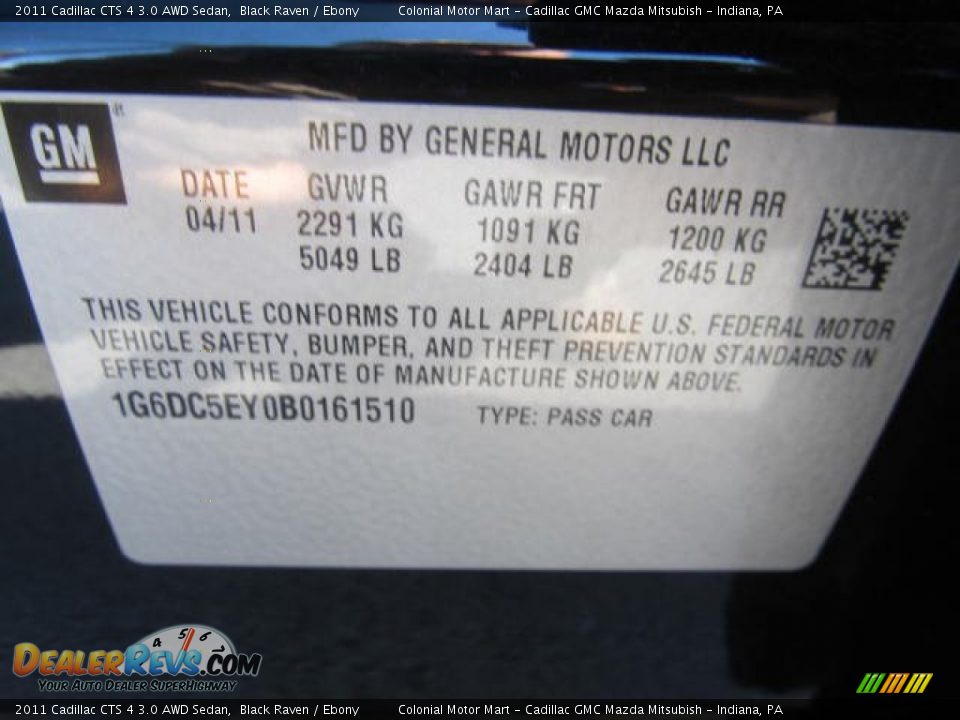 2011 Cadillac CTS 4 3.0 AWD Sedan, Black Raven / Ebony Colonial Motor Mart - Cadillac GMC Mazda Mitsubish - Indiana, PA
GM
MFD BY GENERAL MOTORS LLC
DATE GVWR GAWR FRT GAWR RR
04/11 2291 KG 1091 KG 1200 KG
5049 LB 2404 LB 2645 LB
THIS VEHICLE CONFORMS TO ALL APPLICABLE U.S. FEDERAL MOTOR
VEHICLE SAFETY, BUMPER, AND THEFT PREVENTION STANDARDS IN
EFFECT ON THE DATE OF MANUFACTURE SHOWN ABOVE.
1G6DC5EY0B0161510 TYPE: PASS CAR
4 5 6
DEALERREVS.COM
YOUR AUTO DEALER SUPERHIGHWAY
2011 Cadillac CTS 4 3.0 AWD Sedan, Black Raven / Ebony Colonial Motor Mart - Cadillac GMC Mazda Mitsubish - Indiana, PA